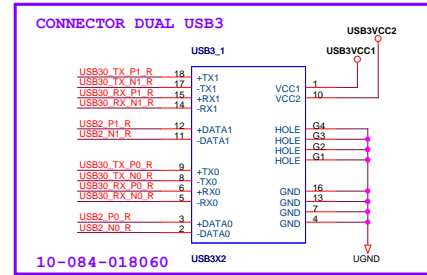 CONNECTOR DUAL USB3
USB3VCC2
USB3_1
USB3VCC1
USB30_TX_P1_R 18 +TX1
USB30_TX_N1_R 17 -TX1 VCC1 1
USB30_RX_P1_R 15 +RX1 VCC2 10
USB30_RX_N1_R 14 -RX1
USB2_P1_R 12 +DATA1 HOLE G4
USB2_N1_R 11 -DATA1 HOLE G3
HOLE G2
HOLE G1
USB30_TX_P0_R 9 +TX0
USB30_TX_N0_R 8 -TX0
USB30_RX_P0_R 6 +RX0 GND 16
USB30_RX_N0_R 5 -RX0 GND 13
GND 7
USB2_P0_R 3 +DATA0 GND 4
USB2_N0_R 2 -DATA0
10-084-018060
USB3X2
UGND